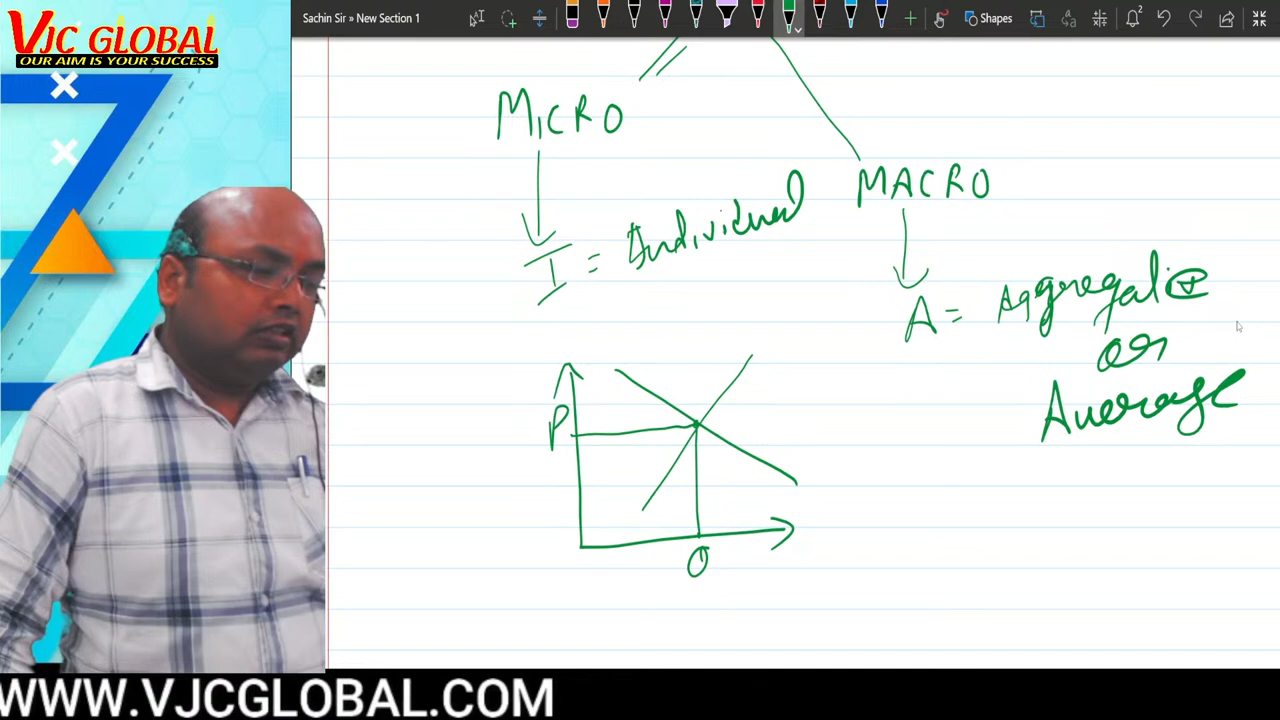 VJC GLOBAL
OUR AIM IS YOUR SUCCESS
Sachin Sir » New Section 1
Shapes
MICRO
MACRO
I = Individual
A = Aggregate
or
Average
P
Q
WWW.VJCGLOBAL.COM